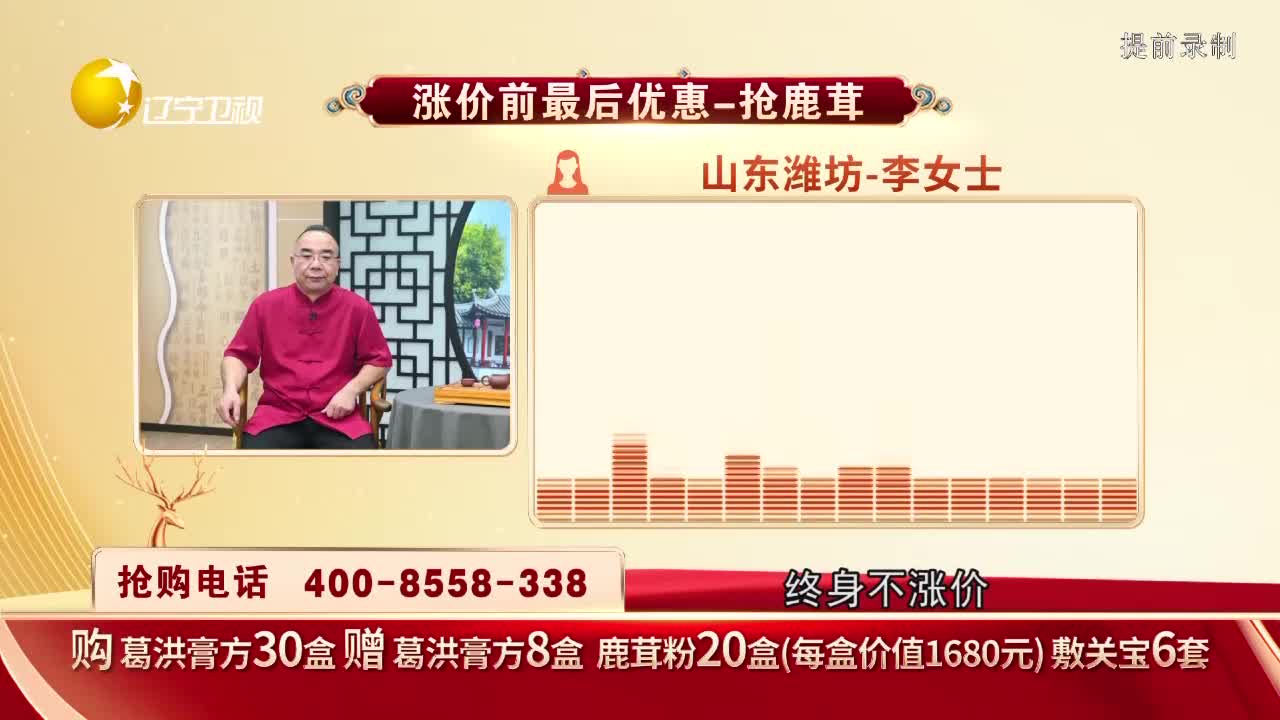 提前录制
辽宁卫视
涨价前最后优惠-抢鹿茸
山东潍坊-李女士
抢购电话 400-8558-338
终身不涨价
购葛洪膏方30盒赠葛洪膏方8盒 鹿茸粉20盒(每盒价值1680元)敷关宝6套